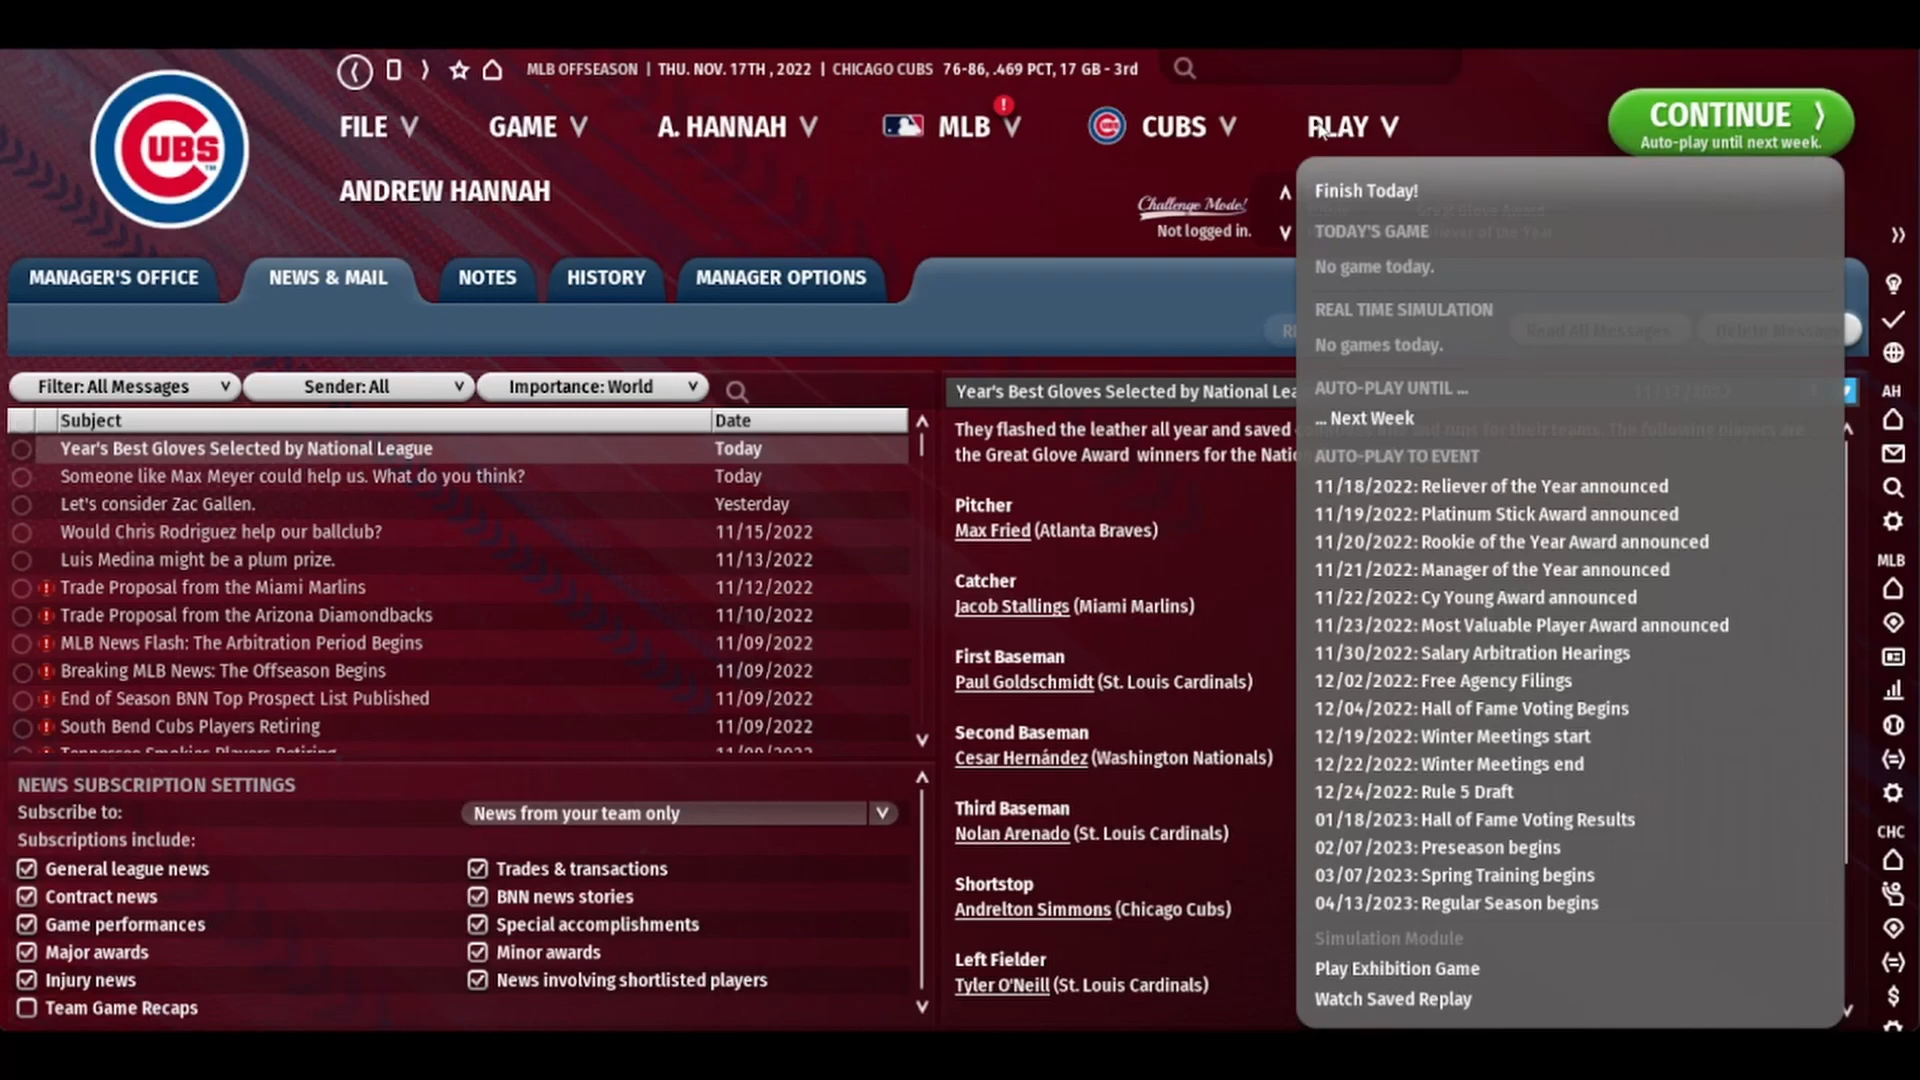 MLB OFFSEASON | THU. NOV. 17TH , 2022 | CHICAGO CUBS 76-86, .469 PCT, 17 GB - 3rd
CUBS
FILE
GAME
A. HANNAH
MLB
CUBS
PLAY
CONTINUE
Auto-play until next week.
ANDREW HANNAH
Challenge Mode!
Not logged in.
MANAGER'S OFFICE
NEWS & MAIL
NOTES
HISTORY
MANAGER OPTIONS
Read All Messages
Filter: All Messages
Sender: All
Importance: World
Subject
Date
Year's Best Gloves Selected by National League
Today
Someone like Max Meyer could help us. What do you think?
Today
Let's consider Zac Gallen.
Yesterday
Would Chris Rodriguez help our ballclub?
11/15/2022
Luis Medina might be a plum prize.
11/13/2022
Trade Proposal from the Miami Marlins
11/12/2022
Trade Proposal from the Arizona Diamondbacks
11/10/2022
MLB News Flash: The Arbitration Period Begins
11/09/2022
Breaking MLB News: The Offseason Begins
11/09/2022
End of Season BNN Top Prospect List Published
11/09/2022
South Bend Cubs Players Retiring
11/09/2022
Tennessee Smokies Players Retiring
11/09/2022
NEWS SUBSCRIPTION SETTINGS
Subscribe to:
News from your team only
Subscriptions include:
General league news
Trades & transactions
Contract news
BNN news stories
Game performances
Special accomplishments
Major awards
Minor awards
Injury news
News involving shortlisted players
Team Game Recaps
Year's Best Gloves Selected by National Lea
They flashed the leather all year and saved
the Great Glove Award winners for the Natio
Pitcher
Max Fried (Atlanta Braves)
Catcher
Jacob Stallings (Miami Marlins)
First Baseman
Paul Goldschmidt (St. Louis Cardinals)
Second Baseman
Cesar Hernández (Washington Nationals)
Third Baseman
Nolan Arenado (St. Louis Cardinals)
Shortstop
Andrelton Simmons (Chicago Cubs)
Left Fielder
Tyler O'Neill (St. Louis Cardinals)
Finish Today!
TODAY'S GAME
No game today.
REAL TIME SIMULATION
No games today.
AUTO-PLAY UNTIL ...
... Next Week
AUTO-PLAY TO EVENT
11/18/2022: Reliever of the Year announced
11/19/2022: Platinum Stick Award announced
11/20/2022: Rookie of the Year Award announced
11/21/2022: Manager of the Year announced
11/22/2022: Cy Young Award announced
11/23/2022: Most Valuable Player Award announced
11/30/2022: Salary Arbitration Hearings
12/02/2022: Free Agency Filings
12/04/2022: Hall of Fame Voting Begins
12/19/2022: Winter Meetings start
12/22/2022: Winter Meetings end
12/24/2022: Rule 5 Draft
01/18/2023: Hall of Fame Voting Results
02/07/2023: Preseason begins
03/07/2023: Spring Training begins
04/13/2023: Regular Season begins
Simulation Module
Play Exhibition Game
Watch Saved Replay
AH
MLB
CHC